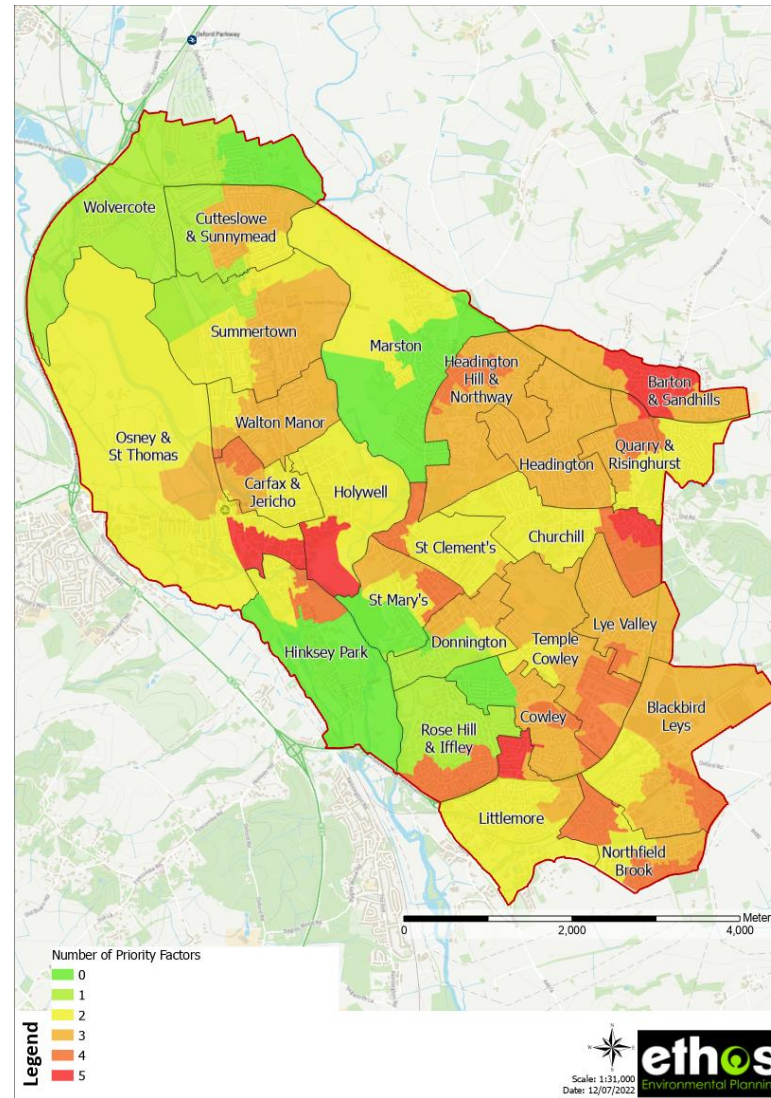 Oxford Parkway
Wolvercote
Cutteslowe
& Sunnymead
Summertown
Marston
Headington
Hill &
Northway
Barton
& Sandhills
Walton Manor
Osney &
St Thomas
Quarry &
Risinghurst
Headington
Carfax &
Jericho
Holywell
Churchill
St Clement's
St Mary's
Lye Valley
Donnington
Temple
Cowley
Hinksey Park
Blackbird
Leys
Cowley
Rose Hill
& Iffley
Littlemore
Northfield
Brook
Meter
0 2,000 4,000
Number of Priority Factors
0
1
2
3
4
5
Legend
N
W E
S
Scale: 1:31,000
Date: 12/07/2022
ethos
Environmental Planning